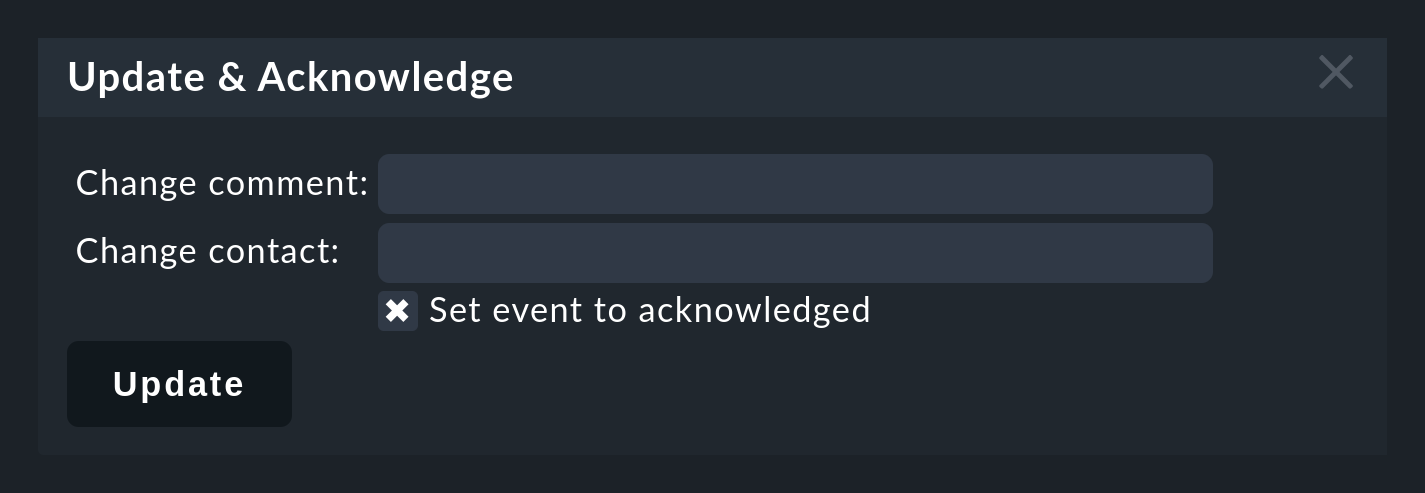 Update & Acknowledge
Change comment:
Change contact:
Set event to acknowledged
Update